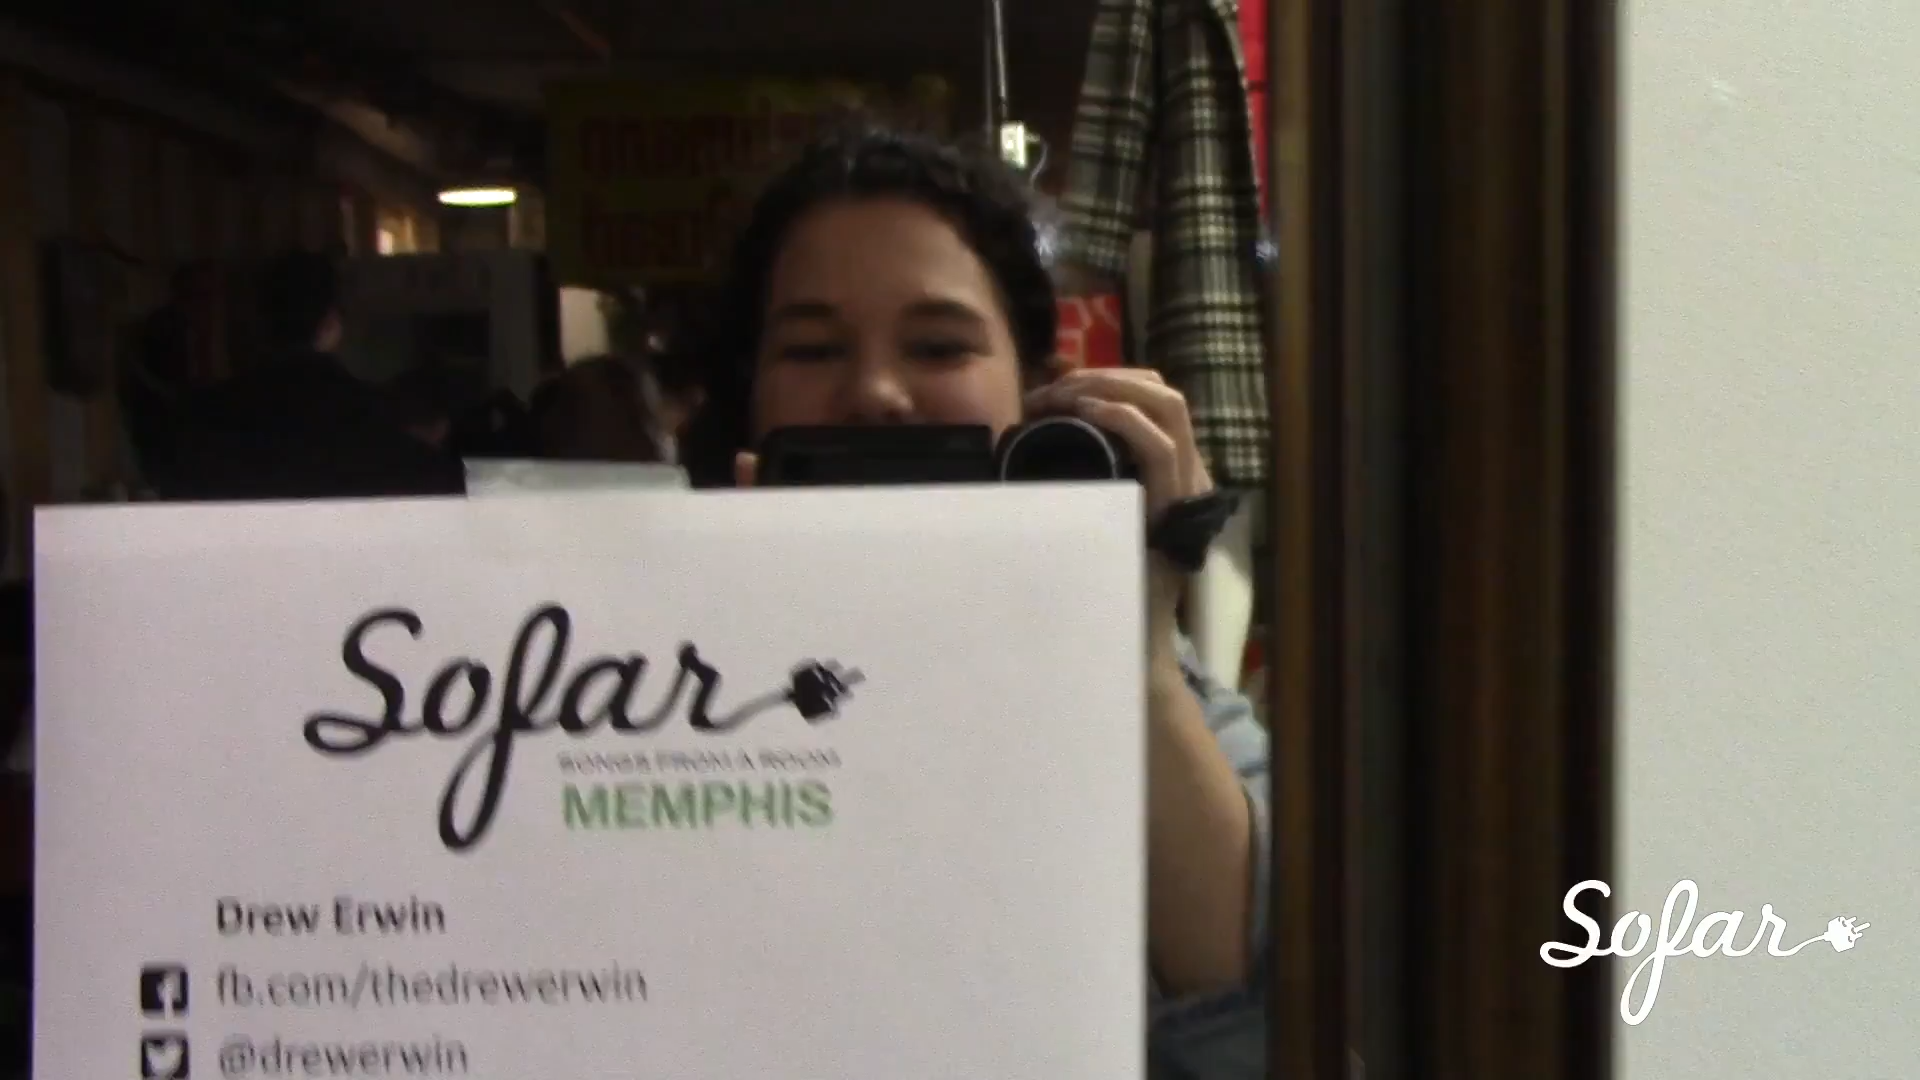 Sofar
SONGS FROM A ROOM
MEMPHIS
Drew Erwin
fb.com/thedrewerwin
@drewerwin
Sofar